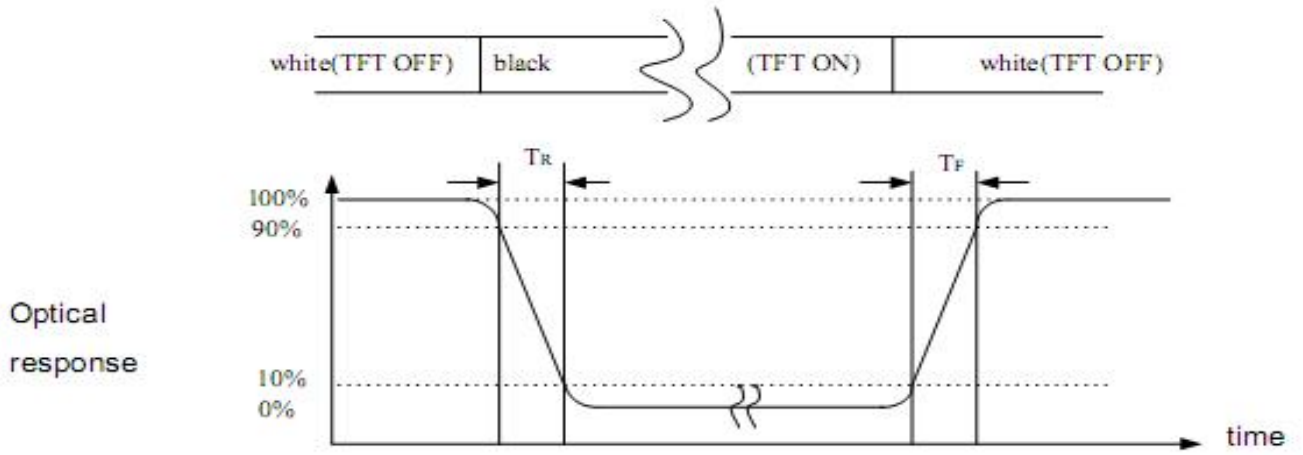 white(TFT OFF) black (TFT ON) white(TFT OFF)
TR TF
100%
90%
Optical
response
10%
0%
time